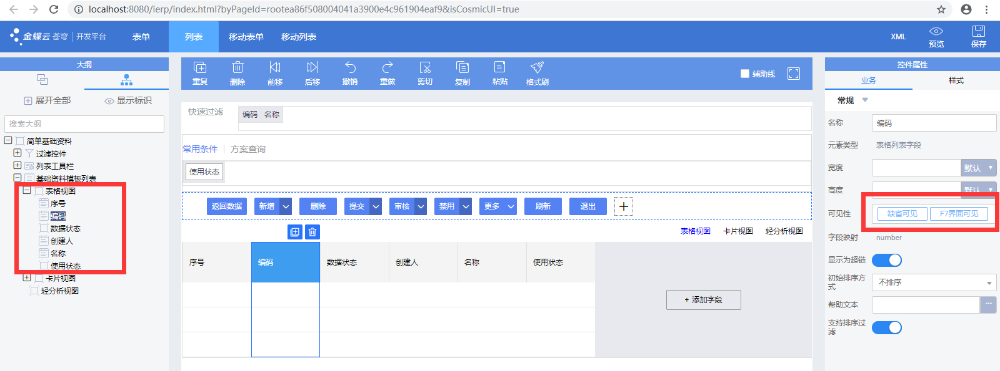 localhost:8080/ierp/index.html?byPageId=rootea86f508004041a3900e4c961904eaf9&isCosmicUI=true
金蝶云 苍穹 | 开发平台 表单 列表 移动表单 移动列表 XML 预览 保存
大纲
展开全部 显示标识
搜索大纲
简单基础资料
过滤控件
列表工具栏
基础资料模板列表
表格视图
序号
编码
数据状态
创建人
名称
使用状态
卡片视图
轻分析视图
重复 删除 前移 后移 撤销 重做 剪切 复制 粘贴 格式刷 辅助线
快速过滤 编码 名称
常用条件 方案查询
使用状态
返回数据 新增 删除 提交 审核 禁用 更多 刷新 退出 +
表格视图 卡片视图 轻分析视图
序号 编码 数据状态 创建人 名称 使用状态
+ 添加字段
控件属性
业务 样式
常规
名称 编码
元素类型 表格列表字段
宽度 默认
高度 默认
可见性 缺省可见 F7界面可见
字段映射 number
显示为超链
初始排序方式 不排序
帮助文本 ...
支持排序过滤